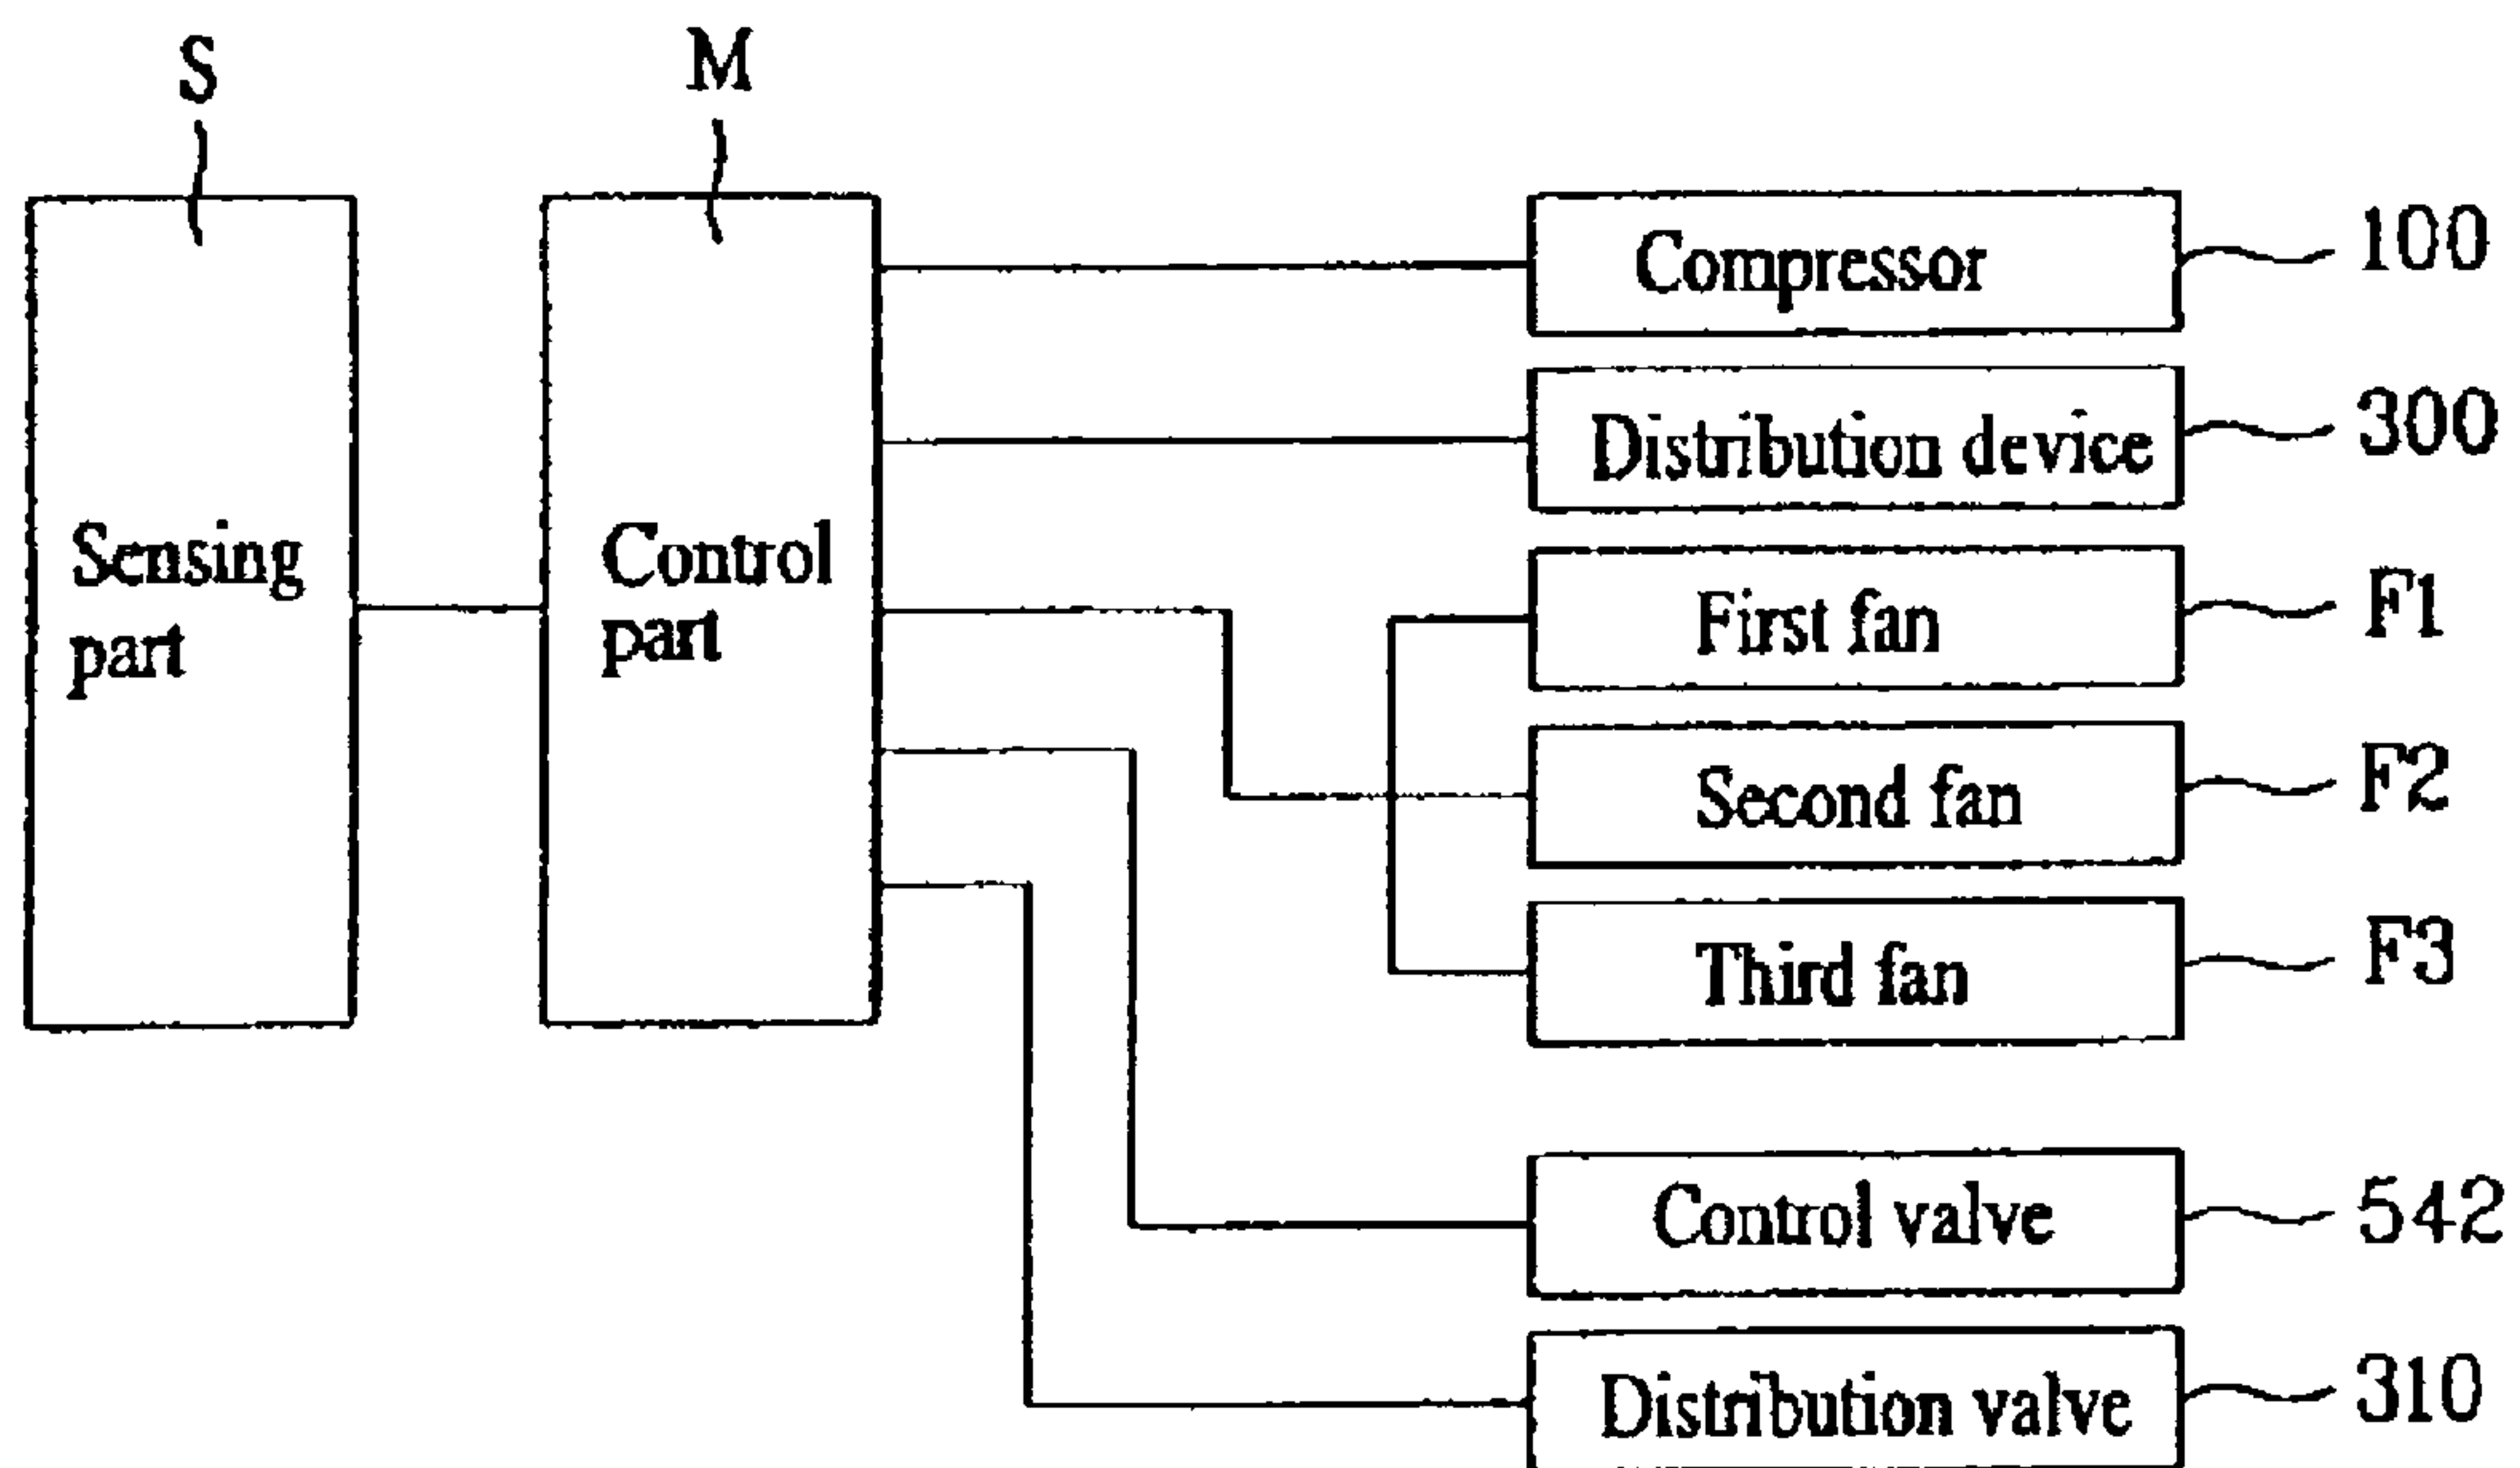 S
M
Sensing
part
Control
part
Compressor
100
Distribution device
300
First fan
F1
Second fan
F2
Third fan
F3
Control valve
542
Distribution valve
310